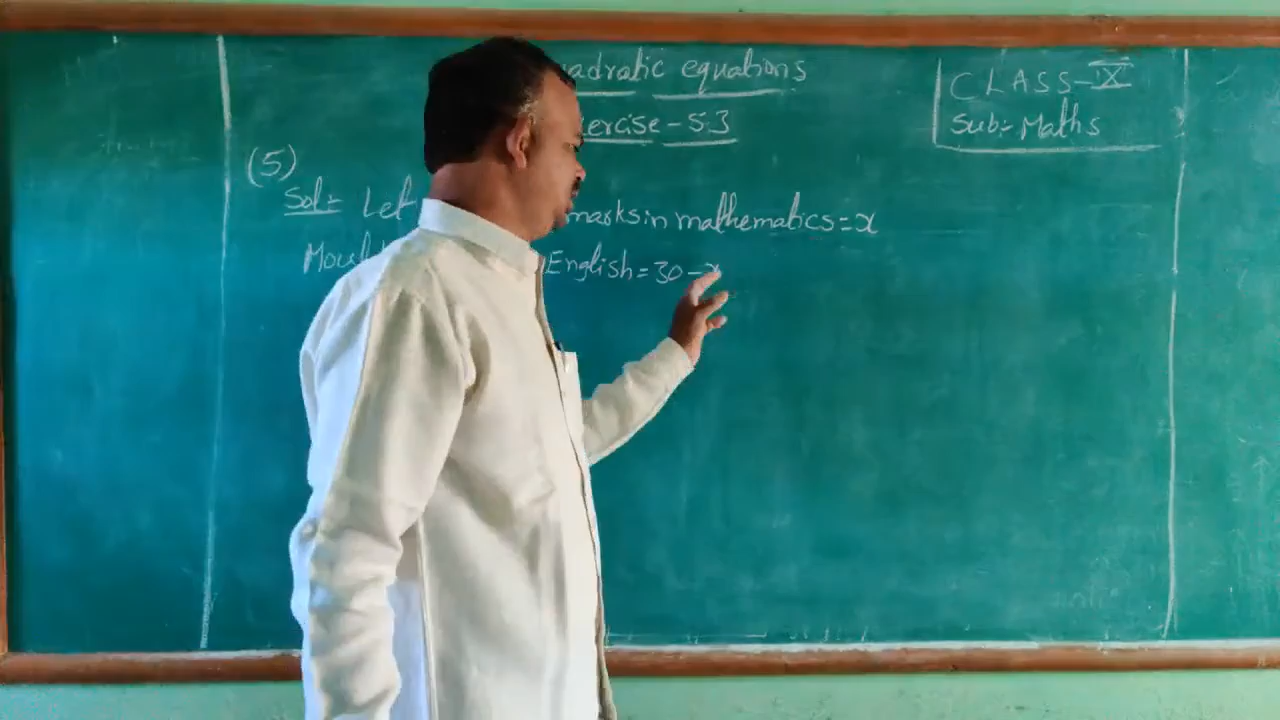 uadratic equations
CLASS-X
ercise-5.3
Sub:- Maths
(5)
Sol:- Let marks in mathematics = x
English = 30 - x